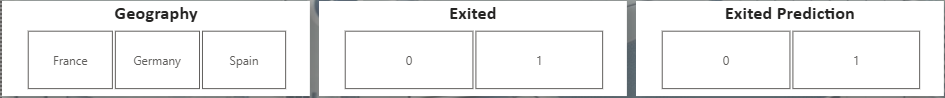 Geography
France Germany Spain
Exited
0 1
Exited Prediction
0 1